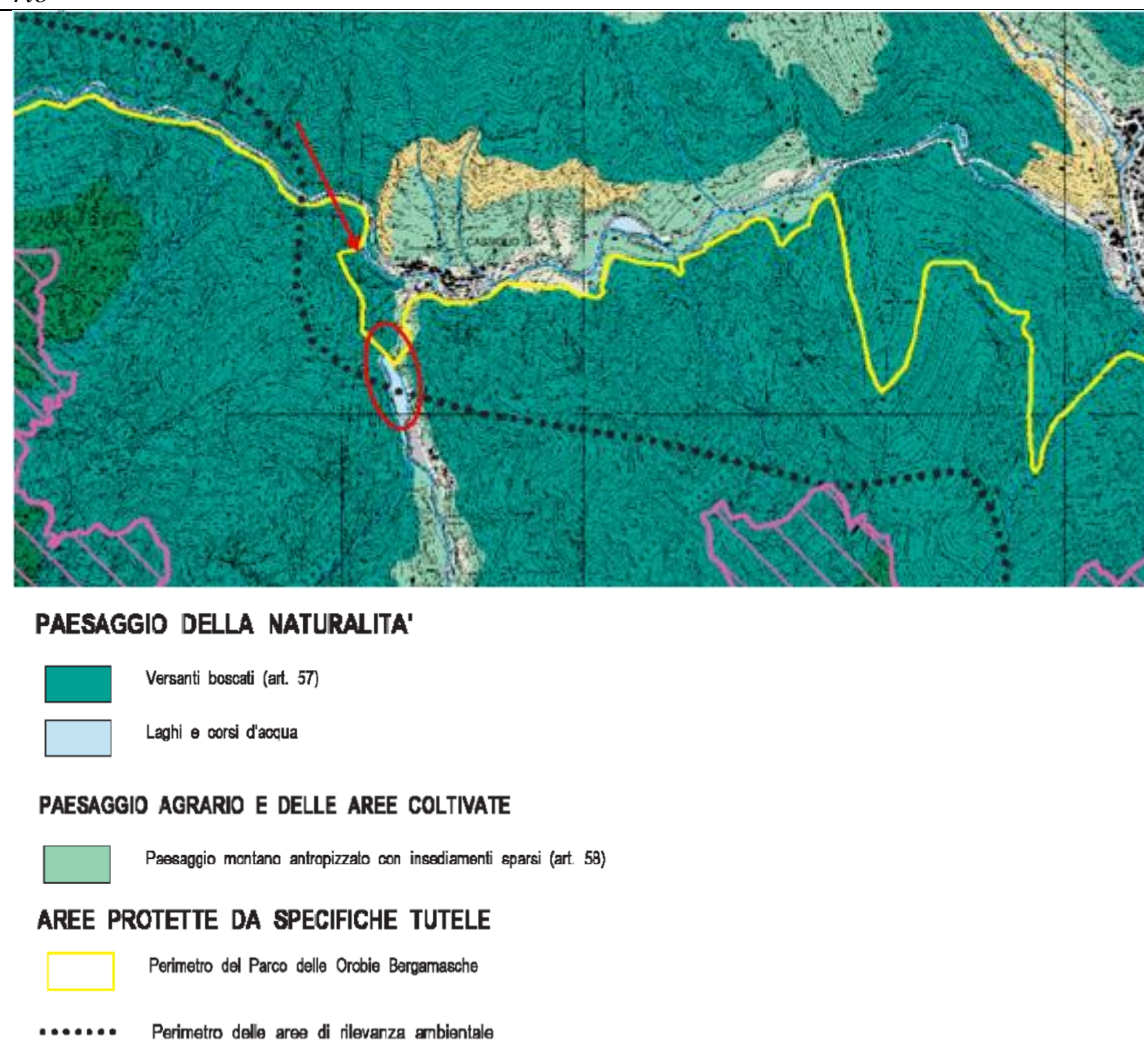 PAESAGGIO DELLA NATURALITA'
Versanti boscati (art. 57)
Laghi e corsi d'acqua
PAESAGGIO AGRARIO E DELLE AREE COLTIVATE
Paesaggio montano antropizzato con insediamenti sparsi (art. 58)
AREE PROTETTE DA SPECIFICHE TUTELE
Perimetro del Parco delle Orobie Bergamasche
Perimetro delle aree di rilevanza ambientale